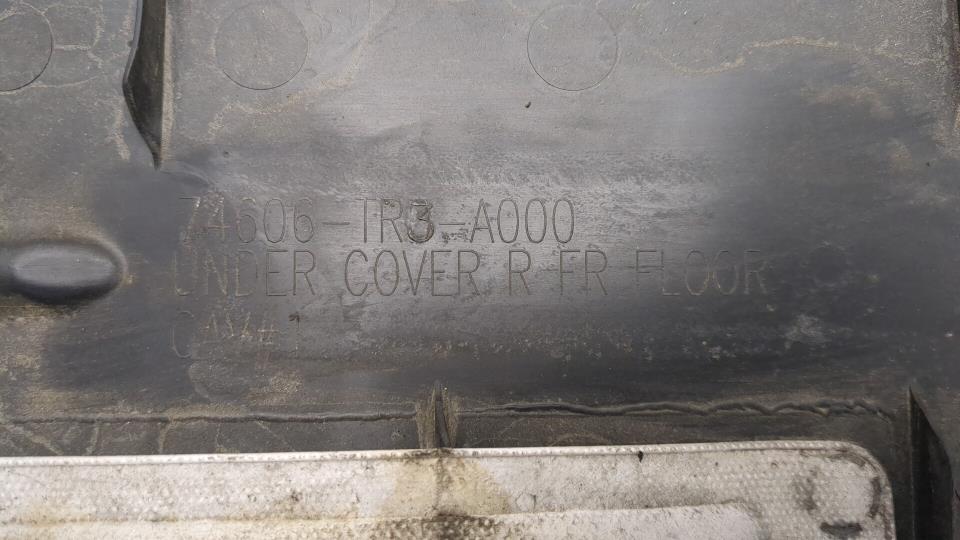 74606-TR3-A000
UNDER COVER R FR FLOOR